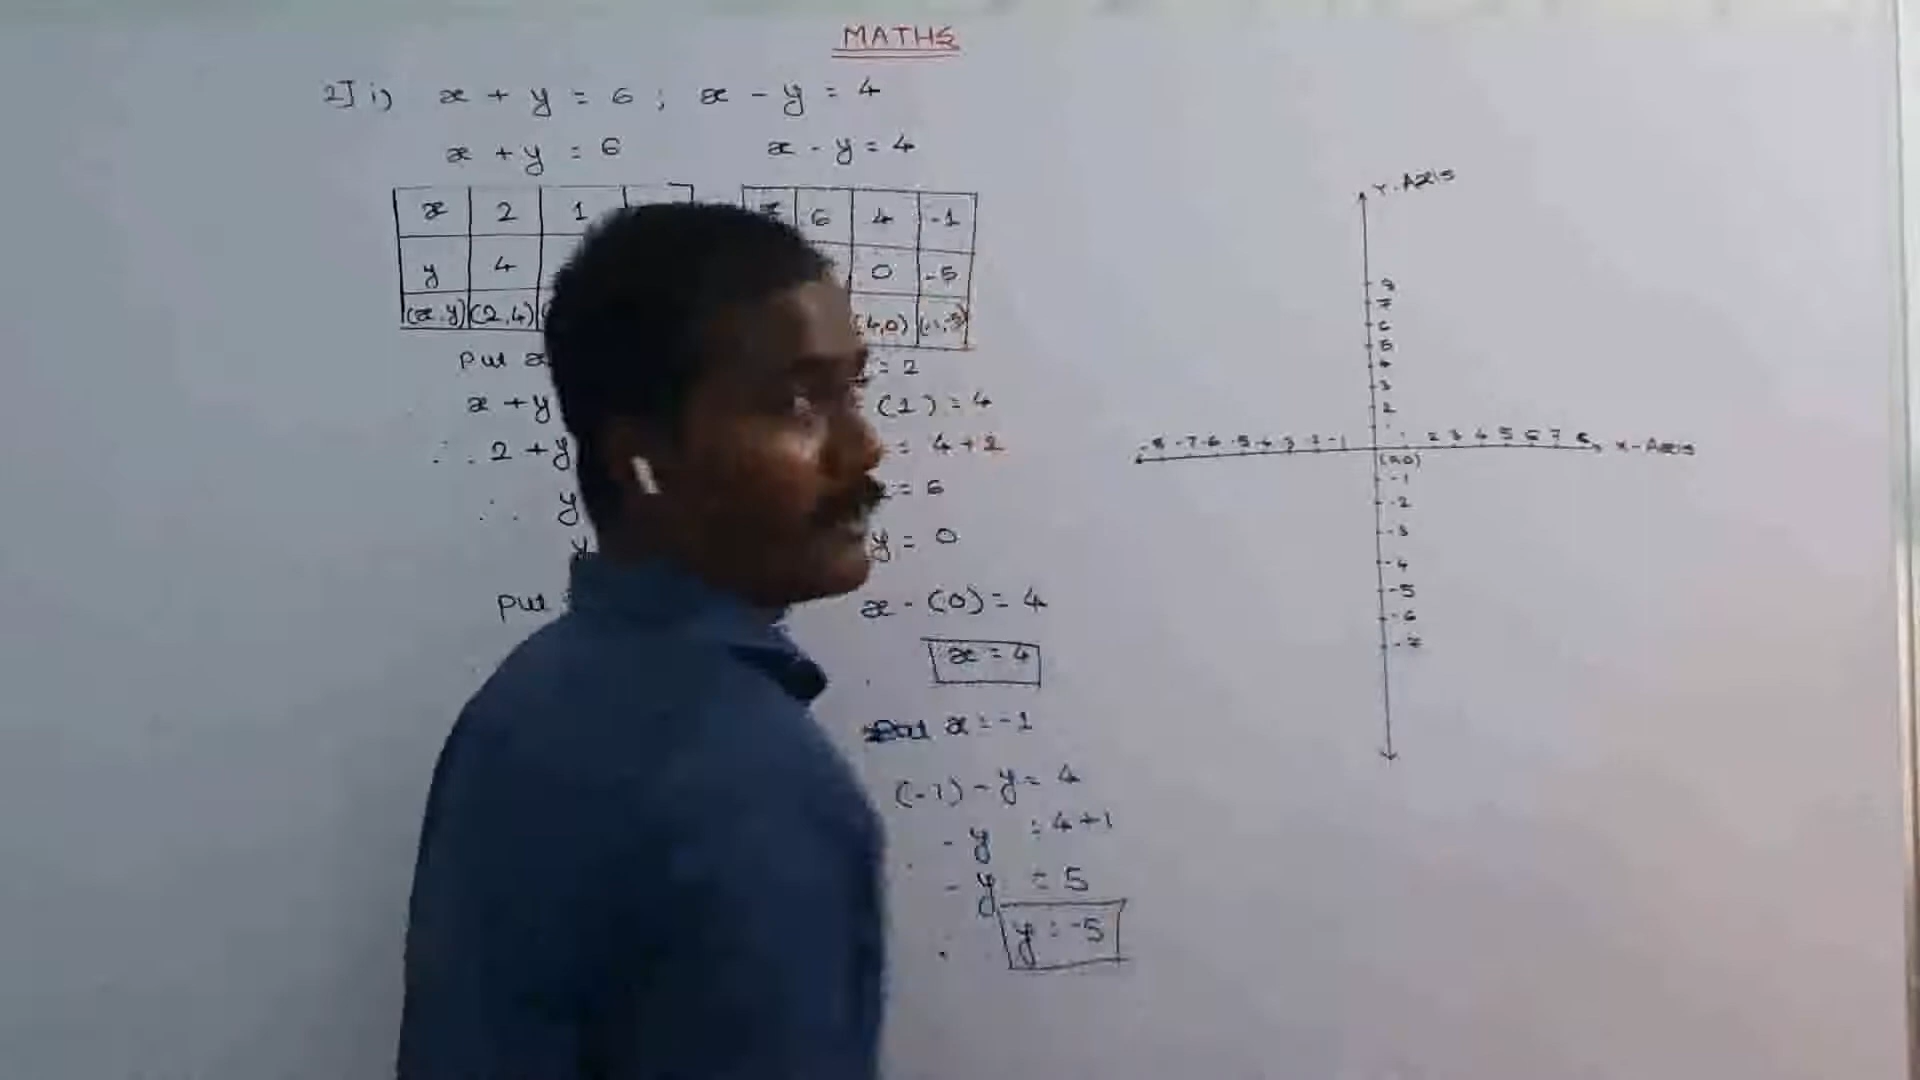 MATHS
2] i) x + y = 6 ; x - y = 4
x + y = 6
x - y = 4
x 2 1
y 4
(x,y) (2,4)
6 4 -1
0 -5
(4,0) (-1,-5)
Put x
x + y
∴ 2 + y
∴ y
y
Put
= 2
(2) = 4
= 4+2
= 6
y = 0
x - (0) = 4
x = 4
Put x = -1
(-1) - y = 4
- y = 4+1
- y = 5
∴ y = -5
Y-Axis
8
7
6
5
4
3
2
-8 -7 -6 -5 -4 -3 -2 -1 2 3 4 5 6 7 8 X-Axis
(0,0)
-1
-2
-3
-4
-5
-6
-7